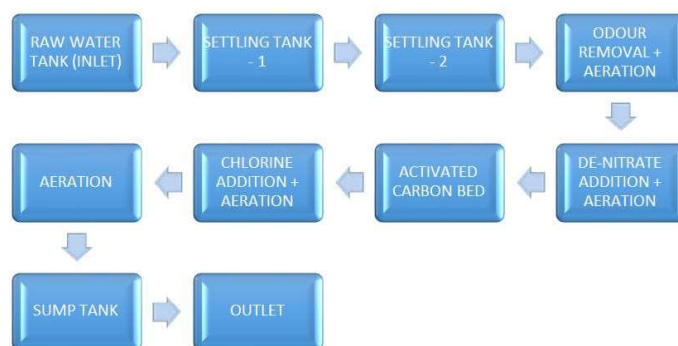 RAW WATER
TANK (INLET)
SETTLING TANK
- 1
SETTLING TANK
- 2
ODOUR
REMOVAL +
AERATION
DE-NITRATE
ADDITION +
AERATION
ACTIVATED
CARBON BED
CHLORINE
ADDITION +
AERATION
AERATION
SUMP TANK
OUTLET